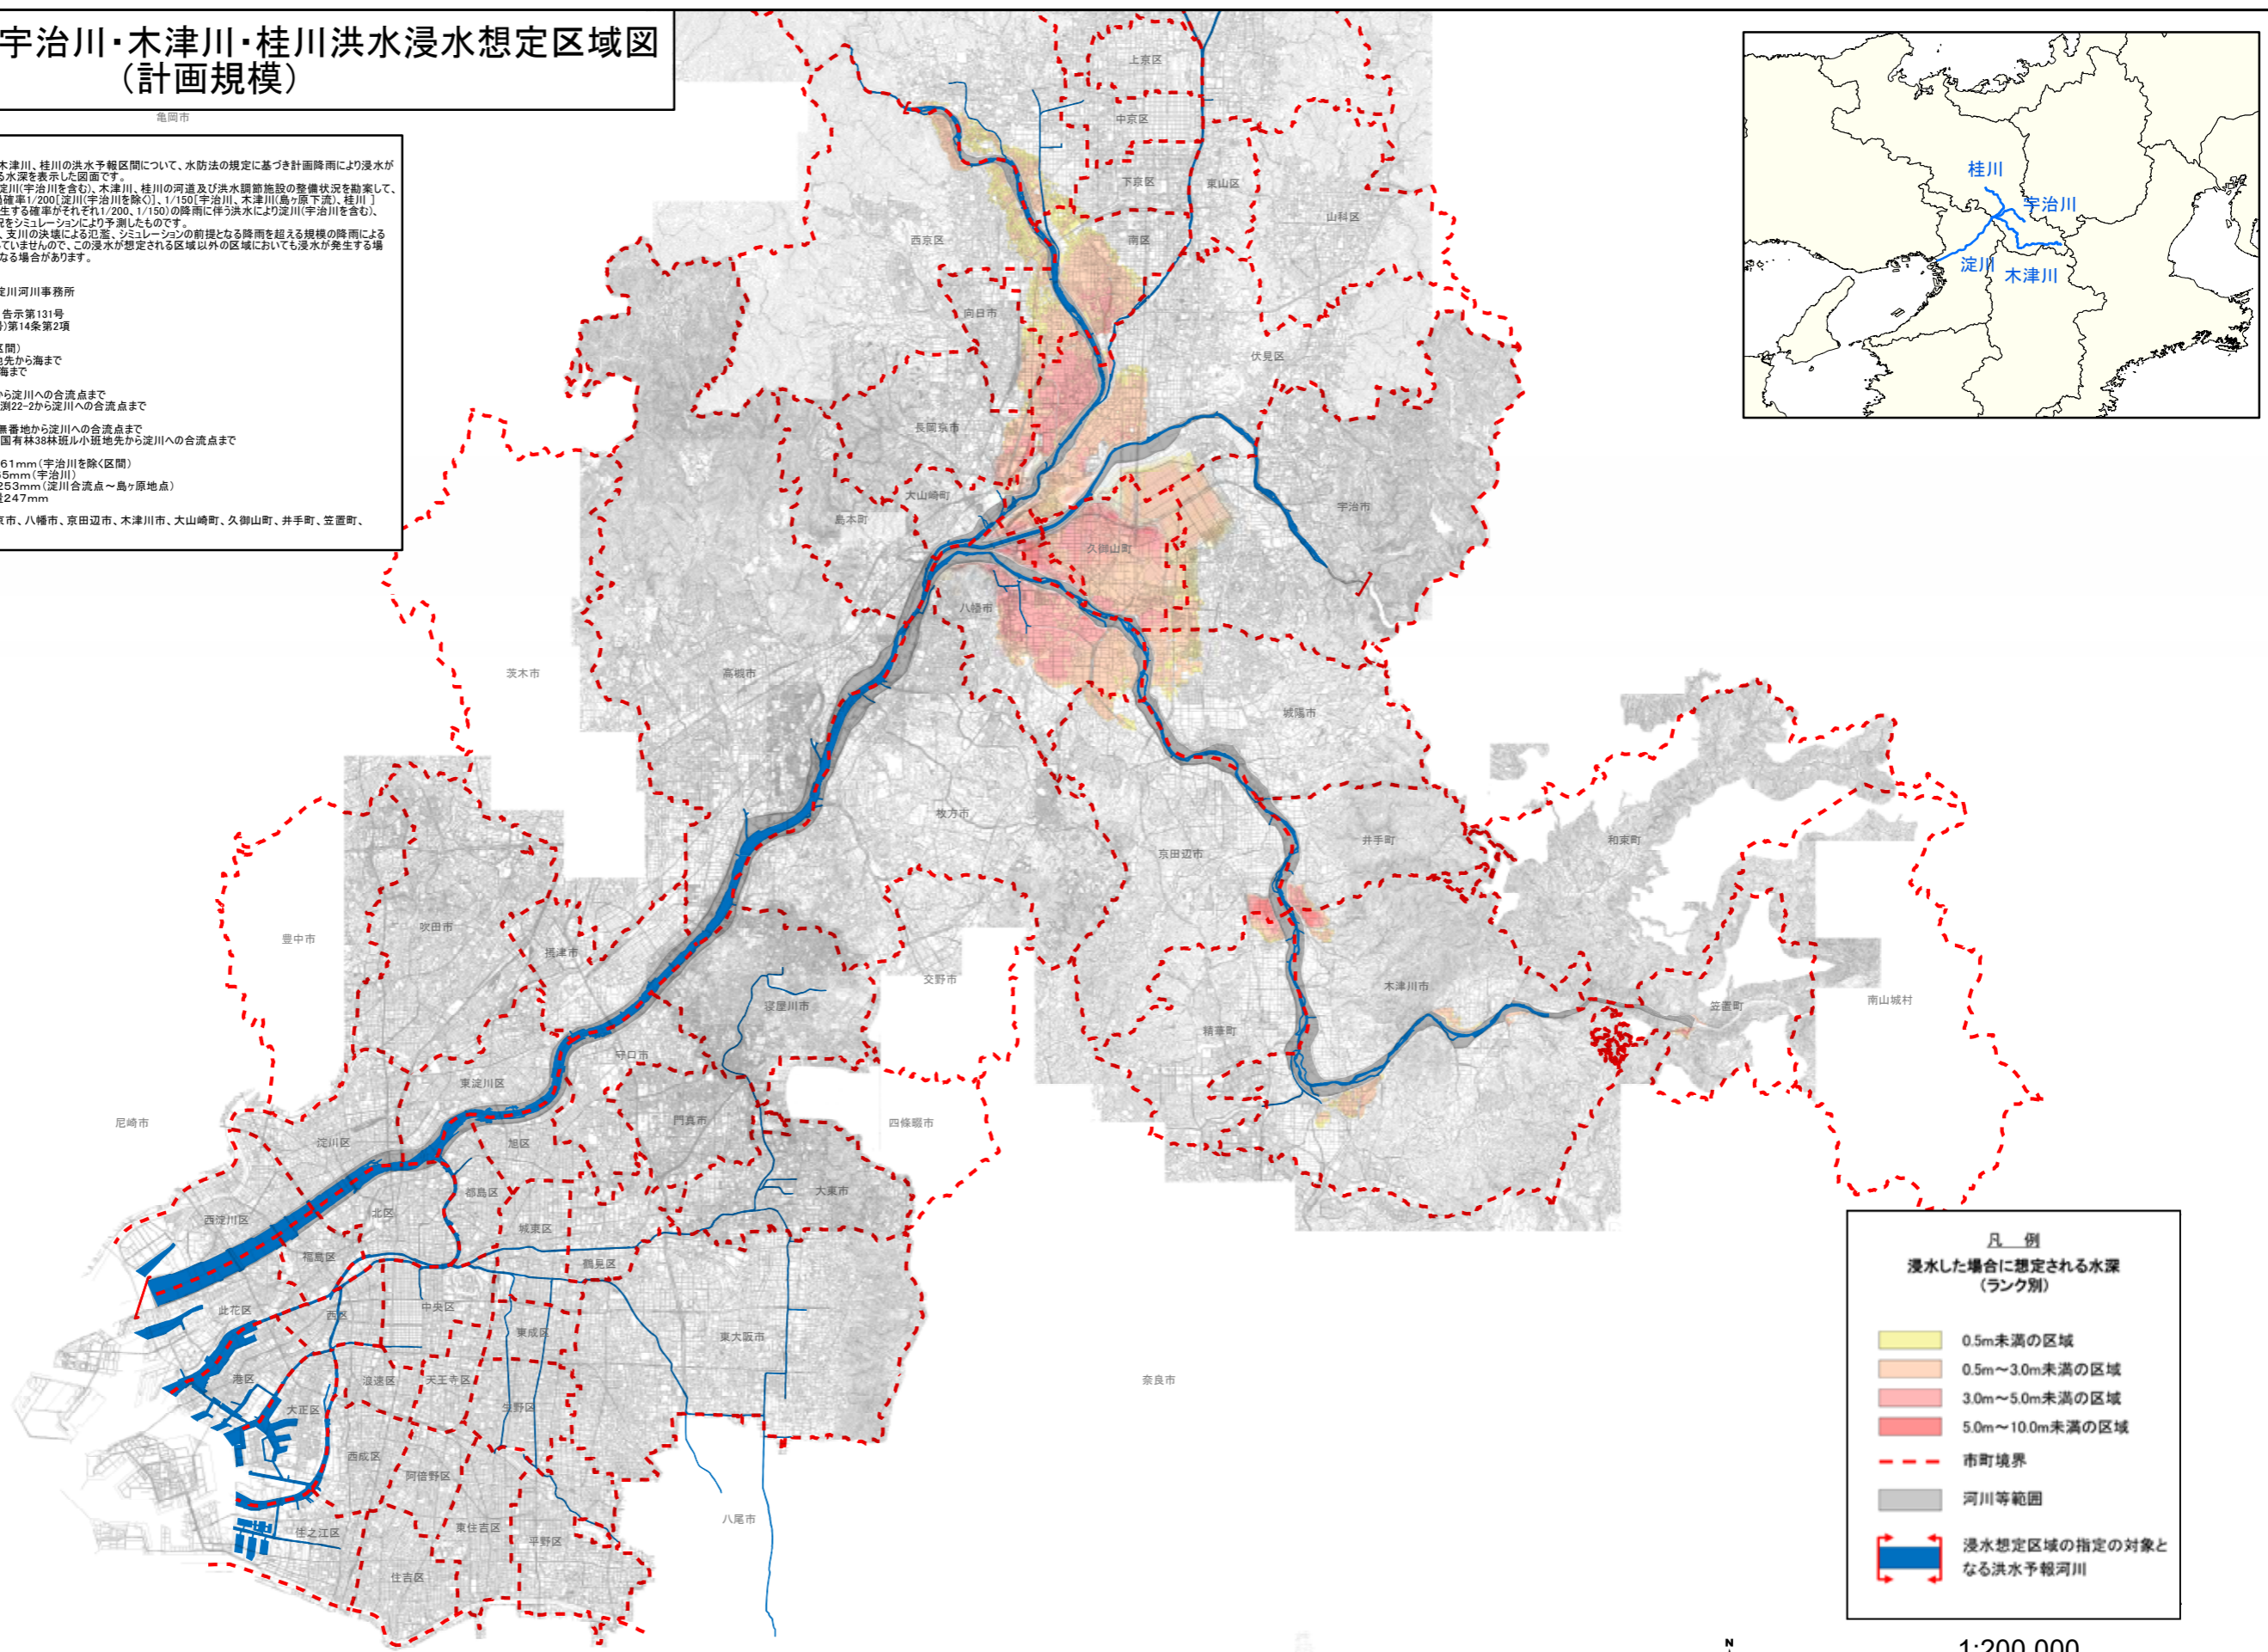 宇治川・木津川・桂川洪水浸水想定区域図
(計画規模)
亀岡市
木津川、桂川の洪水予報区間について、水防法の規定に基づき計画降雨により浸水が
る水深を表示した図面です。
淀川(宇治川を含む)、木津川、桂川の河道及び洪水調節施設の整備状況を勘案して、
確率1/200[淀川(宇治川を除く)]、1/150[宇治川、木津川(島ヶ原下流)、桂川]
生する確率がそれぞれ1/200、1/150)の降雨に伴う洪水により淀川(宇治川を含む)、
況をシミュレーションにより予測したものです。
、支川の決壊による氾濫、シミュレーションの前提となる降雨を超える規模の降雨による
ていませんので、この浸水が想定される区域以外の区域においても浸水が発生する場
なる場合があります。
淀川河川事務所
告示第131号
号)第14条第2項
区間)
地先から海まで
海まで
から淀川への合流点まで
測22-2から淀川への合流点まで
無番地から淀川への合流点まで
国有林38林班ル小班地先から淀川への合流点まで
61mm(宇治川を除く区間)
65mm(宇治川)
253mm(淀川合流点〜島ヶ原地点)
量247mm
京市、八幡市、京田辺市、木津川市、大山崎町、久御山町、井手町、笠置町、
上京区
中京区
下京区
東山区
山科区
西京区
南区
向日市
伏見区
長岡京市
大山崎町
島本町
宇治市
久御山町
八幡市
茨木市
高槻市
城陽市
枚方市
京田辺市
井手町
和束町
豊中市
吹田市
摂津市
交野市
寝屋川市
木津川市
精華町
笠置町
南山城村
守口市
東淀川区
尼崎市
淀川区
旭区
門真市
四條畷市
都島区
大東市
西淀川区
北区
城東区
福島区
鶴見区
此花区
西区
中央区
東成区
東大阪市
港区
浪速区
天王寺区
奈良市
大正区
生野区
西成区
阿倍野区
住之江区
東住吉区
平野区
八尾市
住吉区
桂川
宇治川
淀川
木津川
凡 例
浸水した場合に想定される水深
(ランク別)
0.5m未満の区域
0.5m〜3.0m未満の区域
3.0m〜5.0m未満の区域
5.0m〜10.0m未満の区域
市町境界
河川等範囲
浸水想定区域の指定の対象と
なる洪水予報河川
N
1:200,000